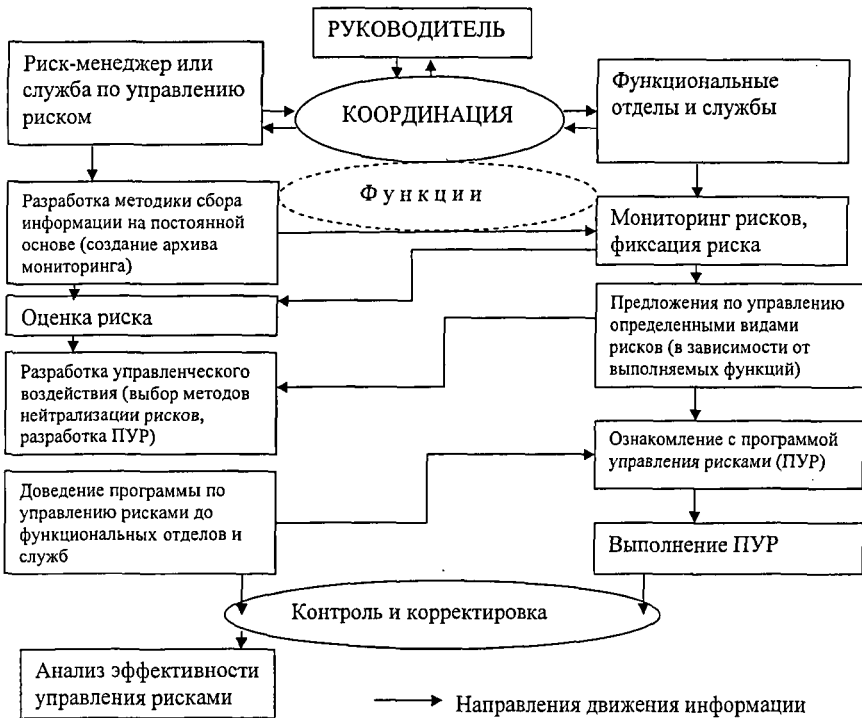 РУКОВОДИТЕЛЬ
Риск-менеджер или
служба по управлению
риском
КООРДИНАЦИЯ
Функциональные
отделы и службы
Функции
Разработка методики сбора
информации на постоянной
основе (создание архива
мониторинга)
Мониторинг рисков,
фиксация риска
Оценка риска
Предложения по управлению
определенными видами
рисков (в зависимости от
выполняемых функций)
Разработка управленческого
воздействия (выбор методов
нейтрализации рисков,
разработка ПУР)
Ознакомление с программой
управления рисками (ПУР)
Доведение программы по
управлению рисками до
функциональных отделов и
служб
Выполнение ПУР
Контроль и корректировка
Анализ эффективности
управления рисками
Направления движения информации